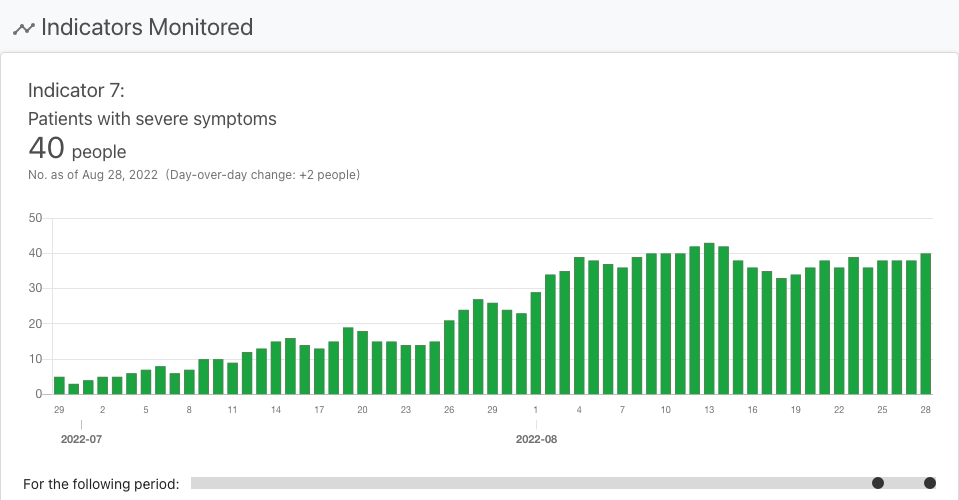 Indicators Monitored
Indicator 7:
Patients with severe symptoms
40 people
No. as of Aug 28, 2022 (Day-over-day change: +2 people)
50
40
30
20
10
0
29 2 5 8 11 14 17 20 23 26 29 1 4 7 10 13 16 19 22 25 28
2022-07 2022-08
For the following period: